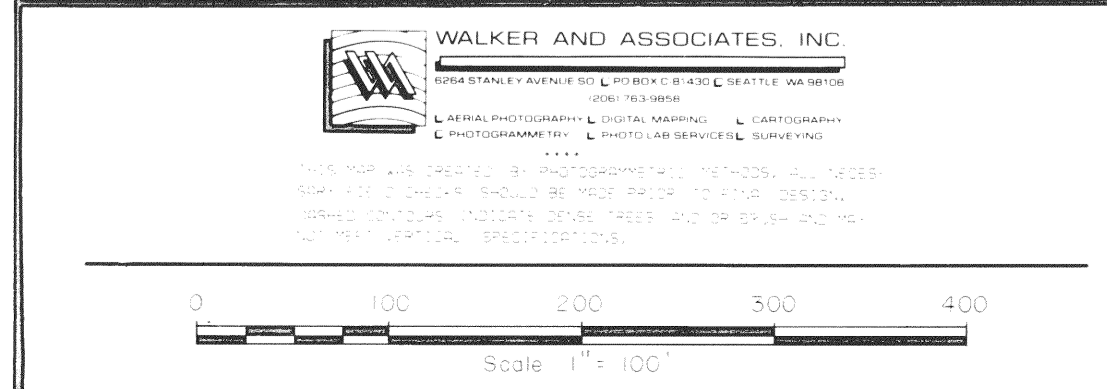 WALKER AND ASSOCIATES, INC.
6264 STANLEY AVENUE SO PO BOX C-81430 SEATTLE WA 98108
(206) 763-9858
AERIAL PHOTOGRAPHY DIGITAL MAPPING CARTOGRAPHY
PHOTOGRAMMETRY PHOTO LAB SERVICES SURVEYING
****
THIS MAP WAS CREATED BY PHOTOGRAMMETRIC METHODS. ALL NECES-
SARY FIELD CHECKS SHOULD BE MADE PRIOR TO FINAL DESIGN.
DASHED CONTOURS INDICATE DENSE TREES AND OR BRUSH AND MAY
NOT MEET VERTICAL SPECIFICATIONS.
0 100 200 300 400
Scale 1" = 100'